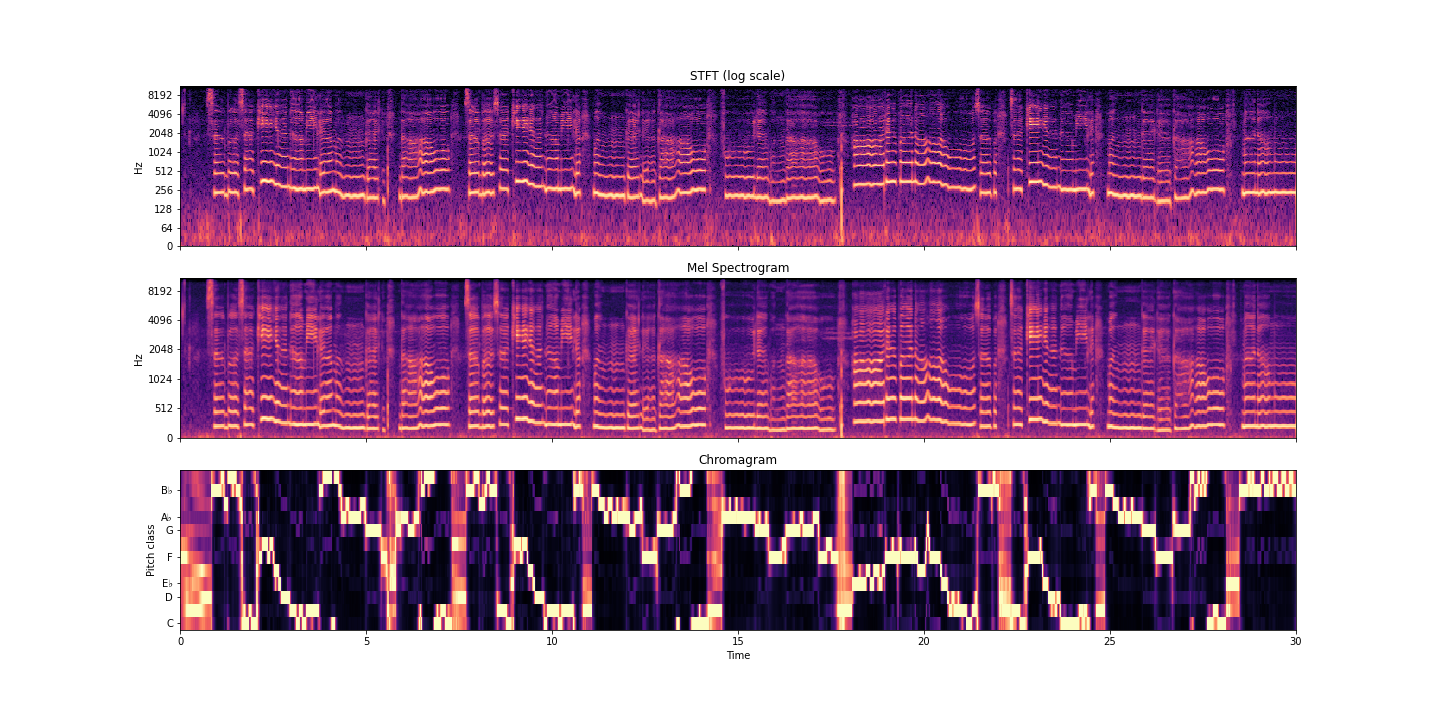 STFT (log scale)
8192
4096
2048
1024
512
256
128
64
0
Hz
Mel Spectrogram
8192
4096
2048
1024
512
0
Hz
Chromagram
B♭
A♭
G
F
E♭
D
C
Pitch class
0 5 10 15 20 25 30
Time